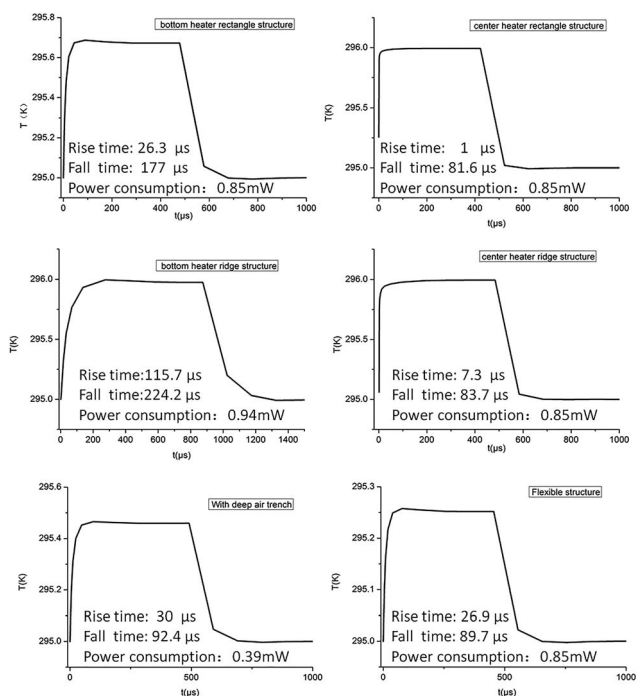 bottom heater rectangle structure
295.8
295.6
295.4
295.2
295.0
T (K)
Rise time: 26.3 μs
Fall time: 177 μs
Power consumption: 0.85mW
0 200 400 600 800 1000
t(μs)
center heater rectangle structure
296.0
295.5
295.0
T(K)
Rise time: 1 μs
Fall time: 81.6 μs
Power consumption: 0.85mW
0 200 400 600 800 1000
t(μs)
bottom heater ridge structure
296.0
295.5
295.0
T(K)
Rise time:115.7 μs
Fall time:224.2 μs
Power consumption: 0.94mW
0 200 400 600 800 1000 1200 1400
t(μs)
center heater ridge structure
296.0
295.5
295.0
T(K)
Rise time: 7.3 μs
Fall time: 83.7 μs
Power consumption: 0.85mW
0 200 400 600 800 1000
t(μs)
With deep air trench
295.6
295.4
295.2
295.0
T(K)
Rise time: 30 μs
Fall time: 92.4 μs
Power consumption: 0.39mW
0 500 1000
t(μs)
Flexible structure
295.3
295.2
295.1
295.0
T(K)
Rise time: 26.9 μs
Fall time: 89.7 μs
Power consumption: 0.85mW
0 500 1000
t(μs)